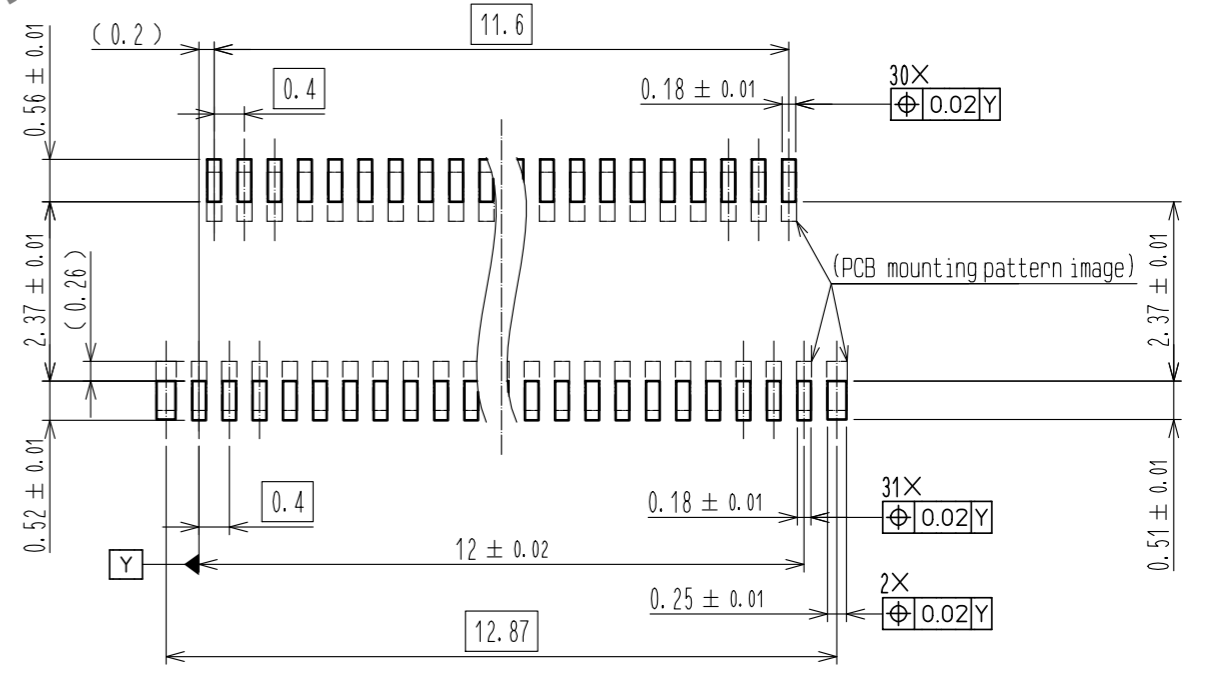 (0.2)
11.6
0.56 ± 0.01
0.4
0.18 ± 0.01
30X
⌖ 0.02 Y
2.37 ± 0.01
(0.26)
(PCB mounting pattern image)
2.37 ± 0.01
0.52 ± 0.01
0.4
0.18 ± 0.01
31X
⌖ 0.02 Y
0.51 ± 0.01
Y
12 ± 0.02
0.25 ± 0.01
2X
⌖ 0.02 Y
12.87